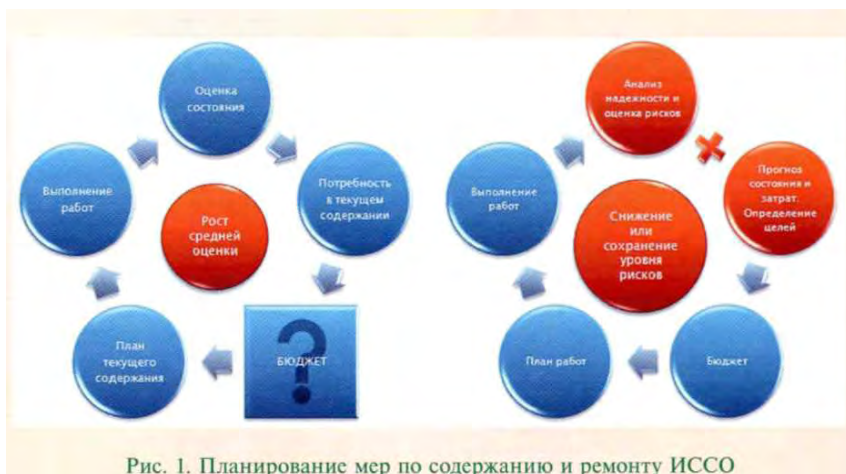 Оценка
состояния
Потребность
в текущем
содержании
?
БЮДЖЕТ
План
текущего
содержания
Выполнение
работ
Рост
средней
оценки
Анализ
надежности и
оценка рисков
Прогноз
состояния и
затрат.
Определение
целей
Бюджет
План работ
Выполнение
работ
Снижение
или
сохранение
уровня
рисков
Рис. 1. Планирование мер по содержанию и ремонту ИССО